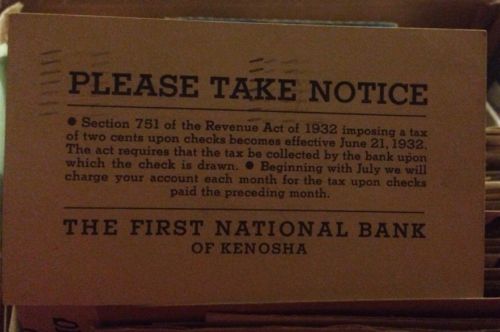 PLEASE TAKE NOTICE
● Section 751 of the Revenue Act of 1932 imposing a tax
of two cents upon checks becomes effective June 21, 1932.
The act requires that the tax be collected by the bank upon
which the check is drawn. ● Beginning with July we will
charge your account each month for the tax upon checks
paid the preceding month.
THE FIRST NATIONAL BANK
OF KENOSHA